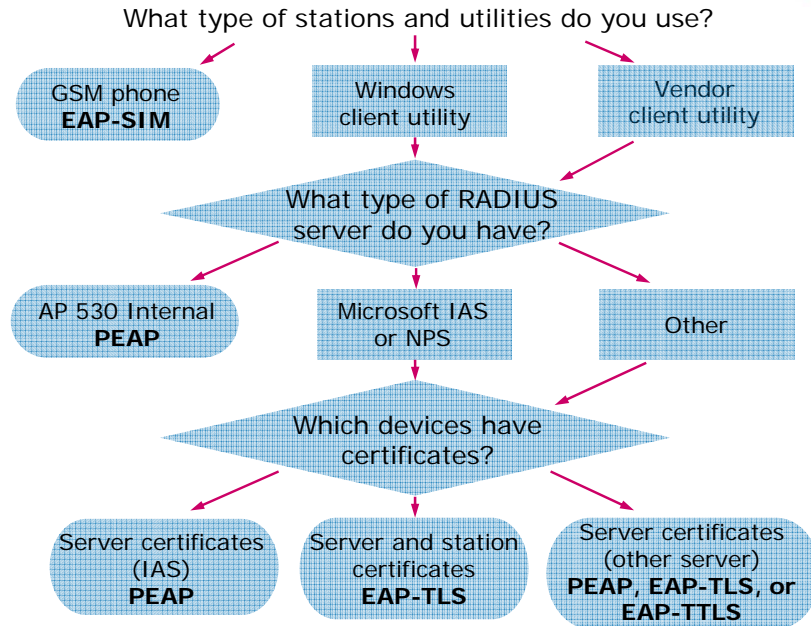 What type of stations and utilities do you use?
GSM phone
EAP-SIM
Windows
client utility
Vendor
client utility
What type of RADIUS
server do you have?
AP 530 Internal
PEAP
Microsoft IAS
or NPS
Other
Which devices have
certificates?
Server certificates
(IAS)
PEAP
Server and station
certificates
EAP-TLS
Server certificates
(other server)
PEAP, EAP-TLS, or
EAP-TTLS